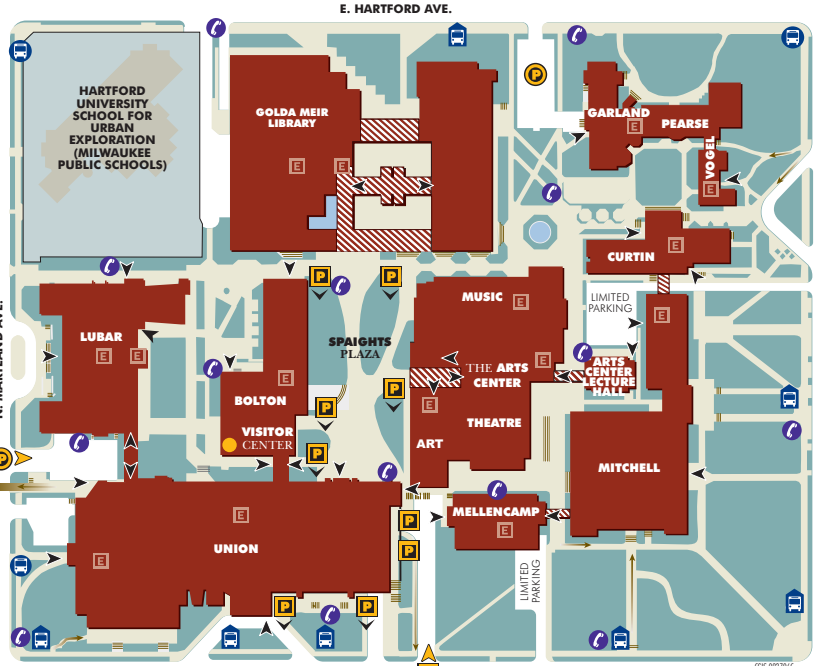 E. HARTFORD AVE.
HARTFORD
UNIVERSITY
SCHOOL FOR
URBAN
EXPLORATION
(MILWAUKEE
PUBLIC SCHOOLS)
GOLDA MEIR
LIBRARY
E
E
GARLAND
E
PEARSE
VOGEL
E
P
CURTIN
E
LUBAR
E
E
P
P
MUSIC
E
LIMITED
PARKING
E
SPAIGHTS
PLAZA
THE ARTS
CENTER
E
ARTS
CENTER
LECTURE
HALL
E
BOLTON
E
P
P
E
THEATRE
VISITOR
CENTER
P
ART
MITCHELL
P
UNION
E
E
P
P
MELLENCAMP
E
LIMITED
PARKING
P
P